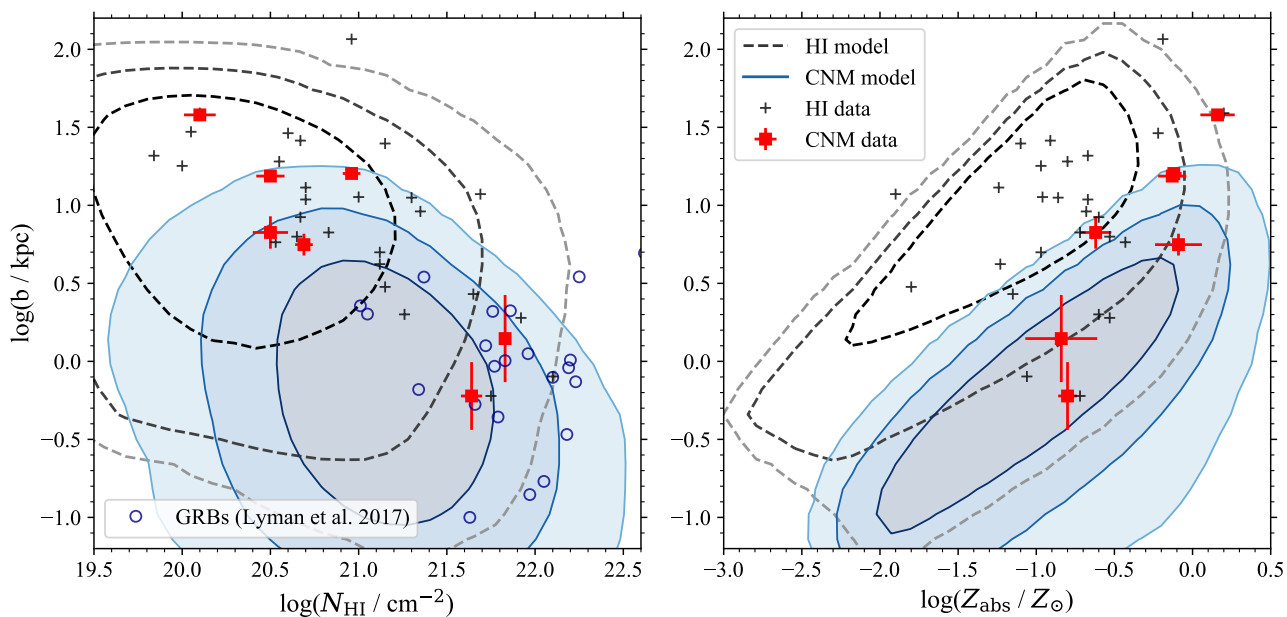 2.0
1.5
1.0
0.5
0.0
−0.5
−1.0
log(b / kpc)
GRBs (Lyman et al. 2017)
19.5 20.0 20.5 21.0 21.5 22.0 22.5
log(N_HI / cm⁻²)
2.0
1.5
1.0
0.5
0.0
−0.5
−1.0
HI model
CNM model
HI data
CNM data
−3.0 −2.5 −2.0 −1.5 −1.0 −0.5 0.0 0.5
log(Z_abs / Z_⊙)